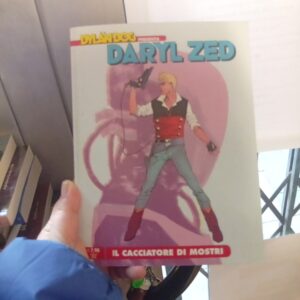 DYLAN DOG PRESENTA
DARYL ZED
IL CACCIATORE DI MOSTRI